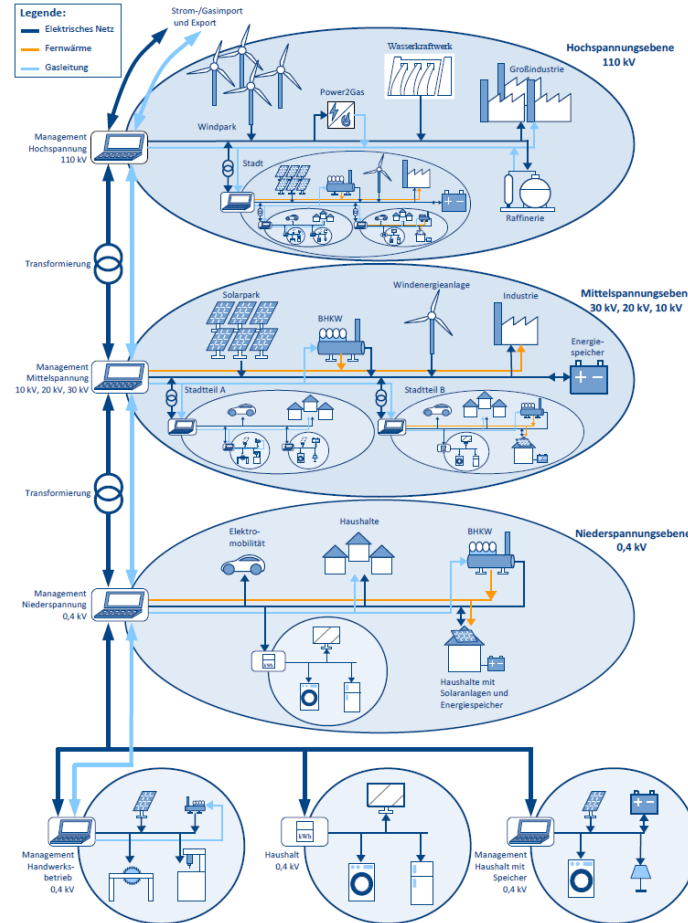 Legende:
Elektrisches Netz
Fernwärme
Gasleitung
Strom-/Gasimport
und Export
Hochspannungsebene
110 kV
Wasserkraftwerk
Großindustrie
Power2Gas
Windpark
Management
Hochspannung
110 kV
Stadt
Raffinerie
Transformierung
Mittelspannungseben
30 kV, 20 kV, 10 kV
Solarpark
Windenergieanlage
Industrie
BHKW
Energie-
speicher
Management
Mittelspannung
10 kV, 20 kV, 30 kV
Stadtteil A
Stadtteil B
Transformierung
Niederspannungsebene
0,4 kV
Elektro-
mobilität
Haushalte
BHKW
Management
Niederspannung
0,4 kV
kWh
Haushalte mit
Solaranlagen und
Energiespeicher
Management
Handwerks-
betrieb
0,4 kV
kWh
Haushalt
0,4 kV
Management
Haushalt mit
Speicher
0,4 kV